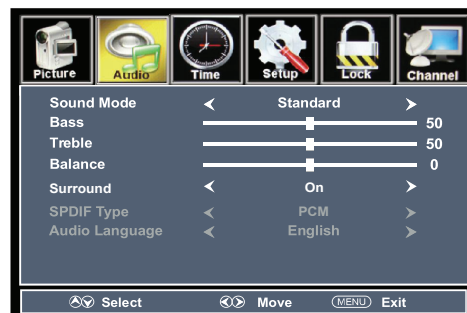 Picture Audio Time Setup Lock Channel
Sound Mode Standard
Bass 50
Treble 50
Balance 0
Surround On
SPDIF Type PCM
Audio Language English
Select Move MENU Exit